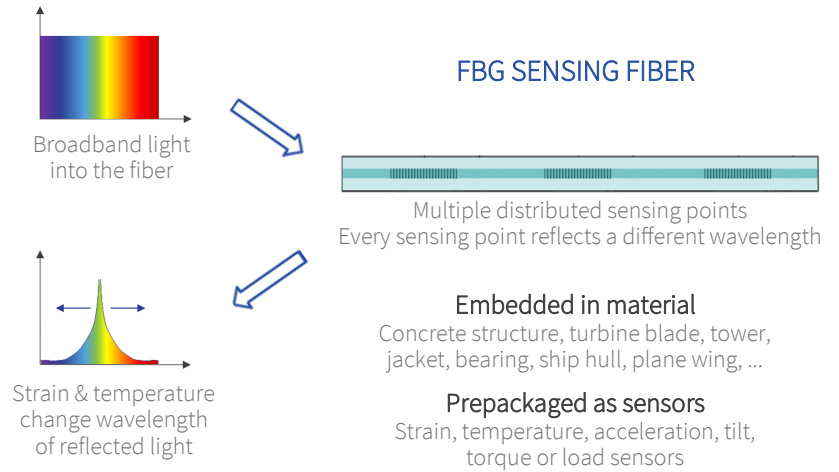 Broadband light
into the fiber
FBG SENSING FIBER
Multiple distributed sensing points
Every sensing point reflects a different wavelength
Strain & temperature
change wavelength
of reflected light
Embedded in material
Concrete structure, turbine blade, tower,
jacket, bearing, ship hull, plane wing, ...
Prepackaged as sensors
Strain, temperature, acceleration, tilt,
torque or load sensors